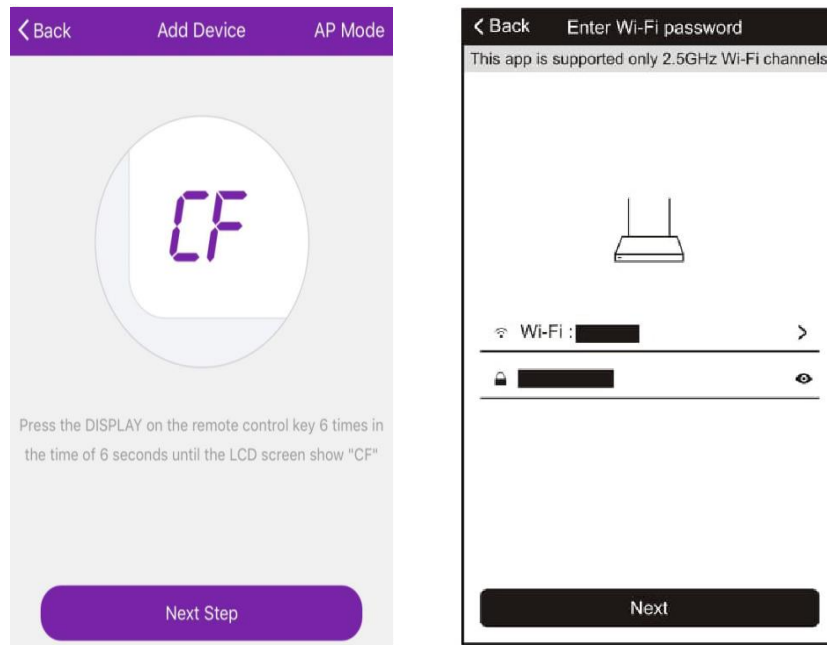 Back Add Device AP Mode
CF
Press the DISPLAY on the remote control key 6 times in
the time of 6 seconds until the LCD screen show "CF"
Next Step
Back Enter Wi-Fi password
This app is supported only 2.5GHz Wi-Fi channels
Wi-Fi :
Next